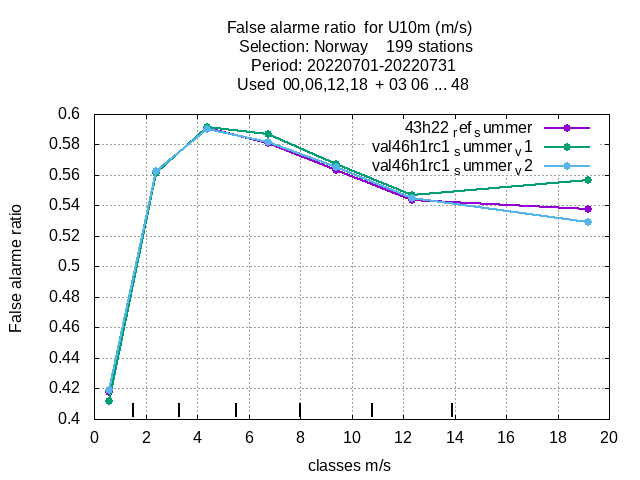 False alarme ratio for U10m (m/s)
Selection: Norway 199 stations
Period: 20220701-20220731
Used 00,06,12,18 + 03 06 ... 48
0.6
43h22 ref summer
0.58
val46h1rc1 summer v1
val46h1rc1 summer v2
0.56
0.54
0.52
0.5
0.48
0.46
0.44
0.42
0.4
False alarme ratio
0 2 4 6 8 10 12 14 16 18 20
classes m/s